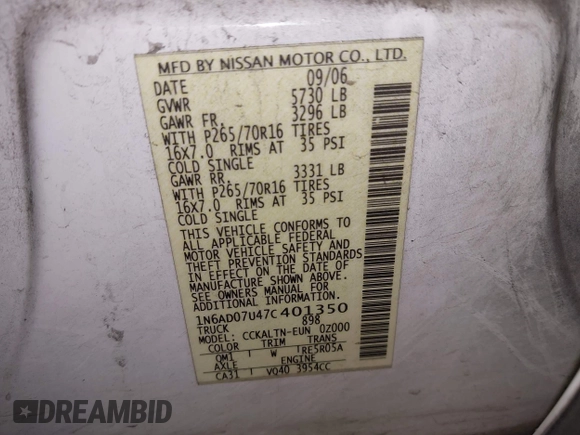 MFD BY NISSAN MOTOR CO., LTD.
DATE 09/06
GVWR 5730 LB
GAWR FR. 3296 LB
WITH P265/70R16 TIRES
16X7.0 RIMS AT 35 PSI
COLD SINGLE
GAWR RR. 3331 LB
WITH P265/70R16 TIRES
16X7.0 RIMS AT 35 PSI
COLD SINGLE
THIS VEHICLE CONFORMS TO
ALL APPLICABLE FEDERAL
MOTOR VEHICLE SAFETY AND
THEFT PREVENTION STANDARDS
IN EFFECT ON THE DATE OF
MANUFACTURE SHOWN ABOVE.
SEE OWNERS MANUAL FOR
ADDITIONAL INFORMATION.
1N6AD07U47C401350
TRUCK 898
MODEL: CCKALTN-EUN 0Z000
COLOR TRIM TRANS
QM1 W RE5R05A
AXLE ENGINE
CA31 VQ40 3954CC
DREAMBID